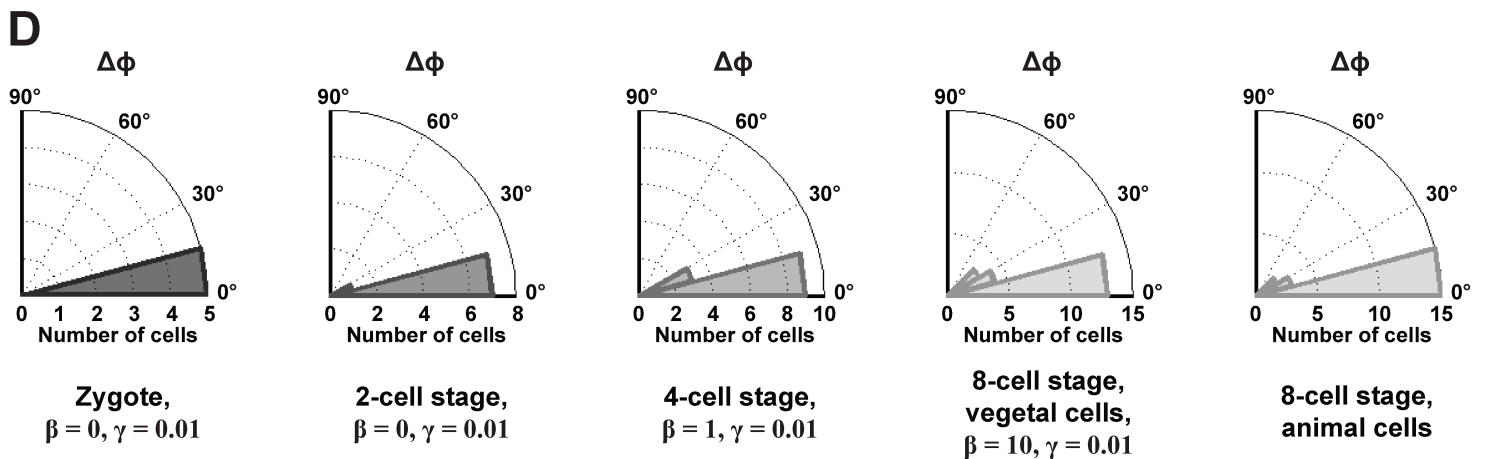 D
Δϕ
90°
60°
30°
0°
0 1 2 3 4 5
Number of cells
Zygote,
β = 0, γ = 0.01
Δϕ
90°
60°
30°
0°
0 2 4 6 8
Number of cells
2-cell stage,
β = 0, γ = 0.01
Δϕ
90°
60°
30°
0°
0 2 4 6 8 10
Number of cells
4-cell stage,
β = 1, γ = 0.01
Δϕ
90°
60°
30°
0°
0 5 10 15
Number of cells
8-cell stage,
vegetal cells,
β = 10, γ = 0.01
Δϕ
90°
60°
30°
0°
0 5 10 15
Number of cells
8-cell stage,
animal cells